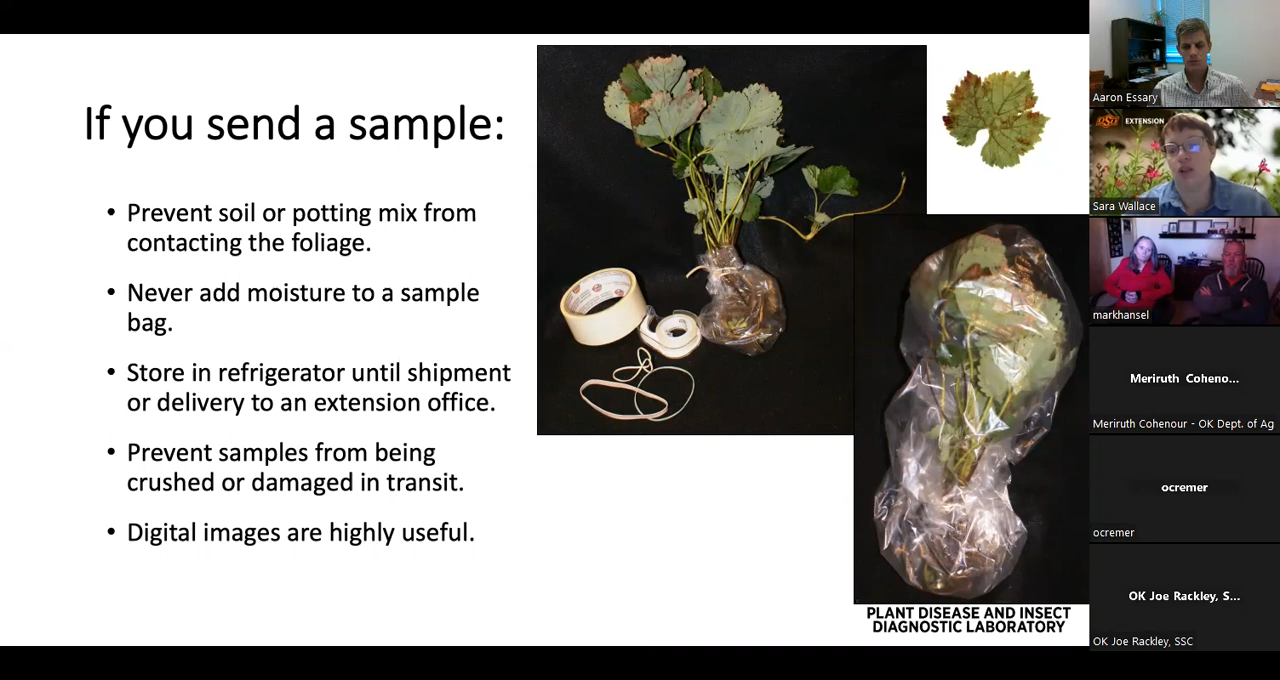 If you send a sample:
• Prevent soil or potting mix from
contacting the foliage.
• Never add moisture to a sample
bag.
• Store in refrigerator until shipment
or delivery to an extension office.
• Prevent samples from being
crushed or damaged in transit.
• Digital images are highly useful.
PLANT DISEASE AND INSECT
DIAGNOSTIC LABORATORY
Aaron Essary
OSU EXTENSION
Sara Wallace
markhansel
Meriruth Coheno...
Meriruth Cohenour - OK Dept. of Ag
ocremer
ocremer
OK Joe Rackley, S...
OK Joe Rackley, SSC